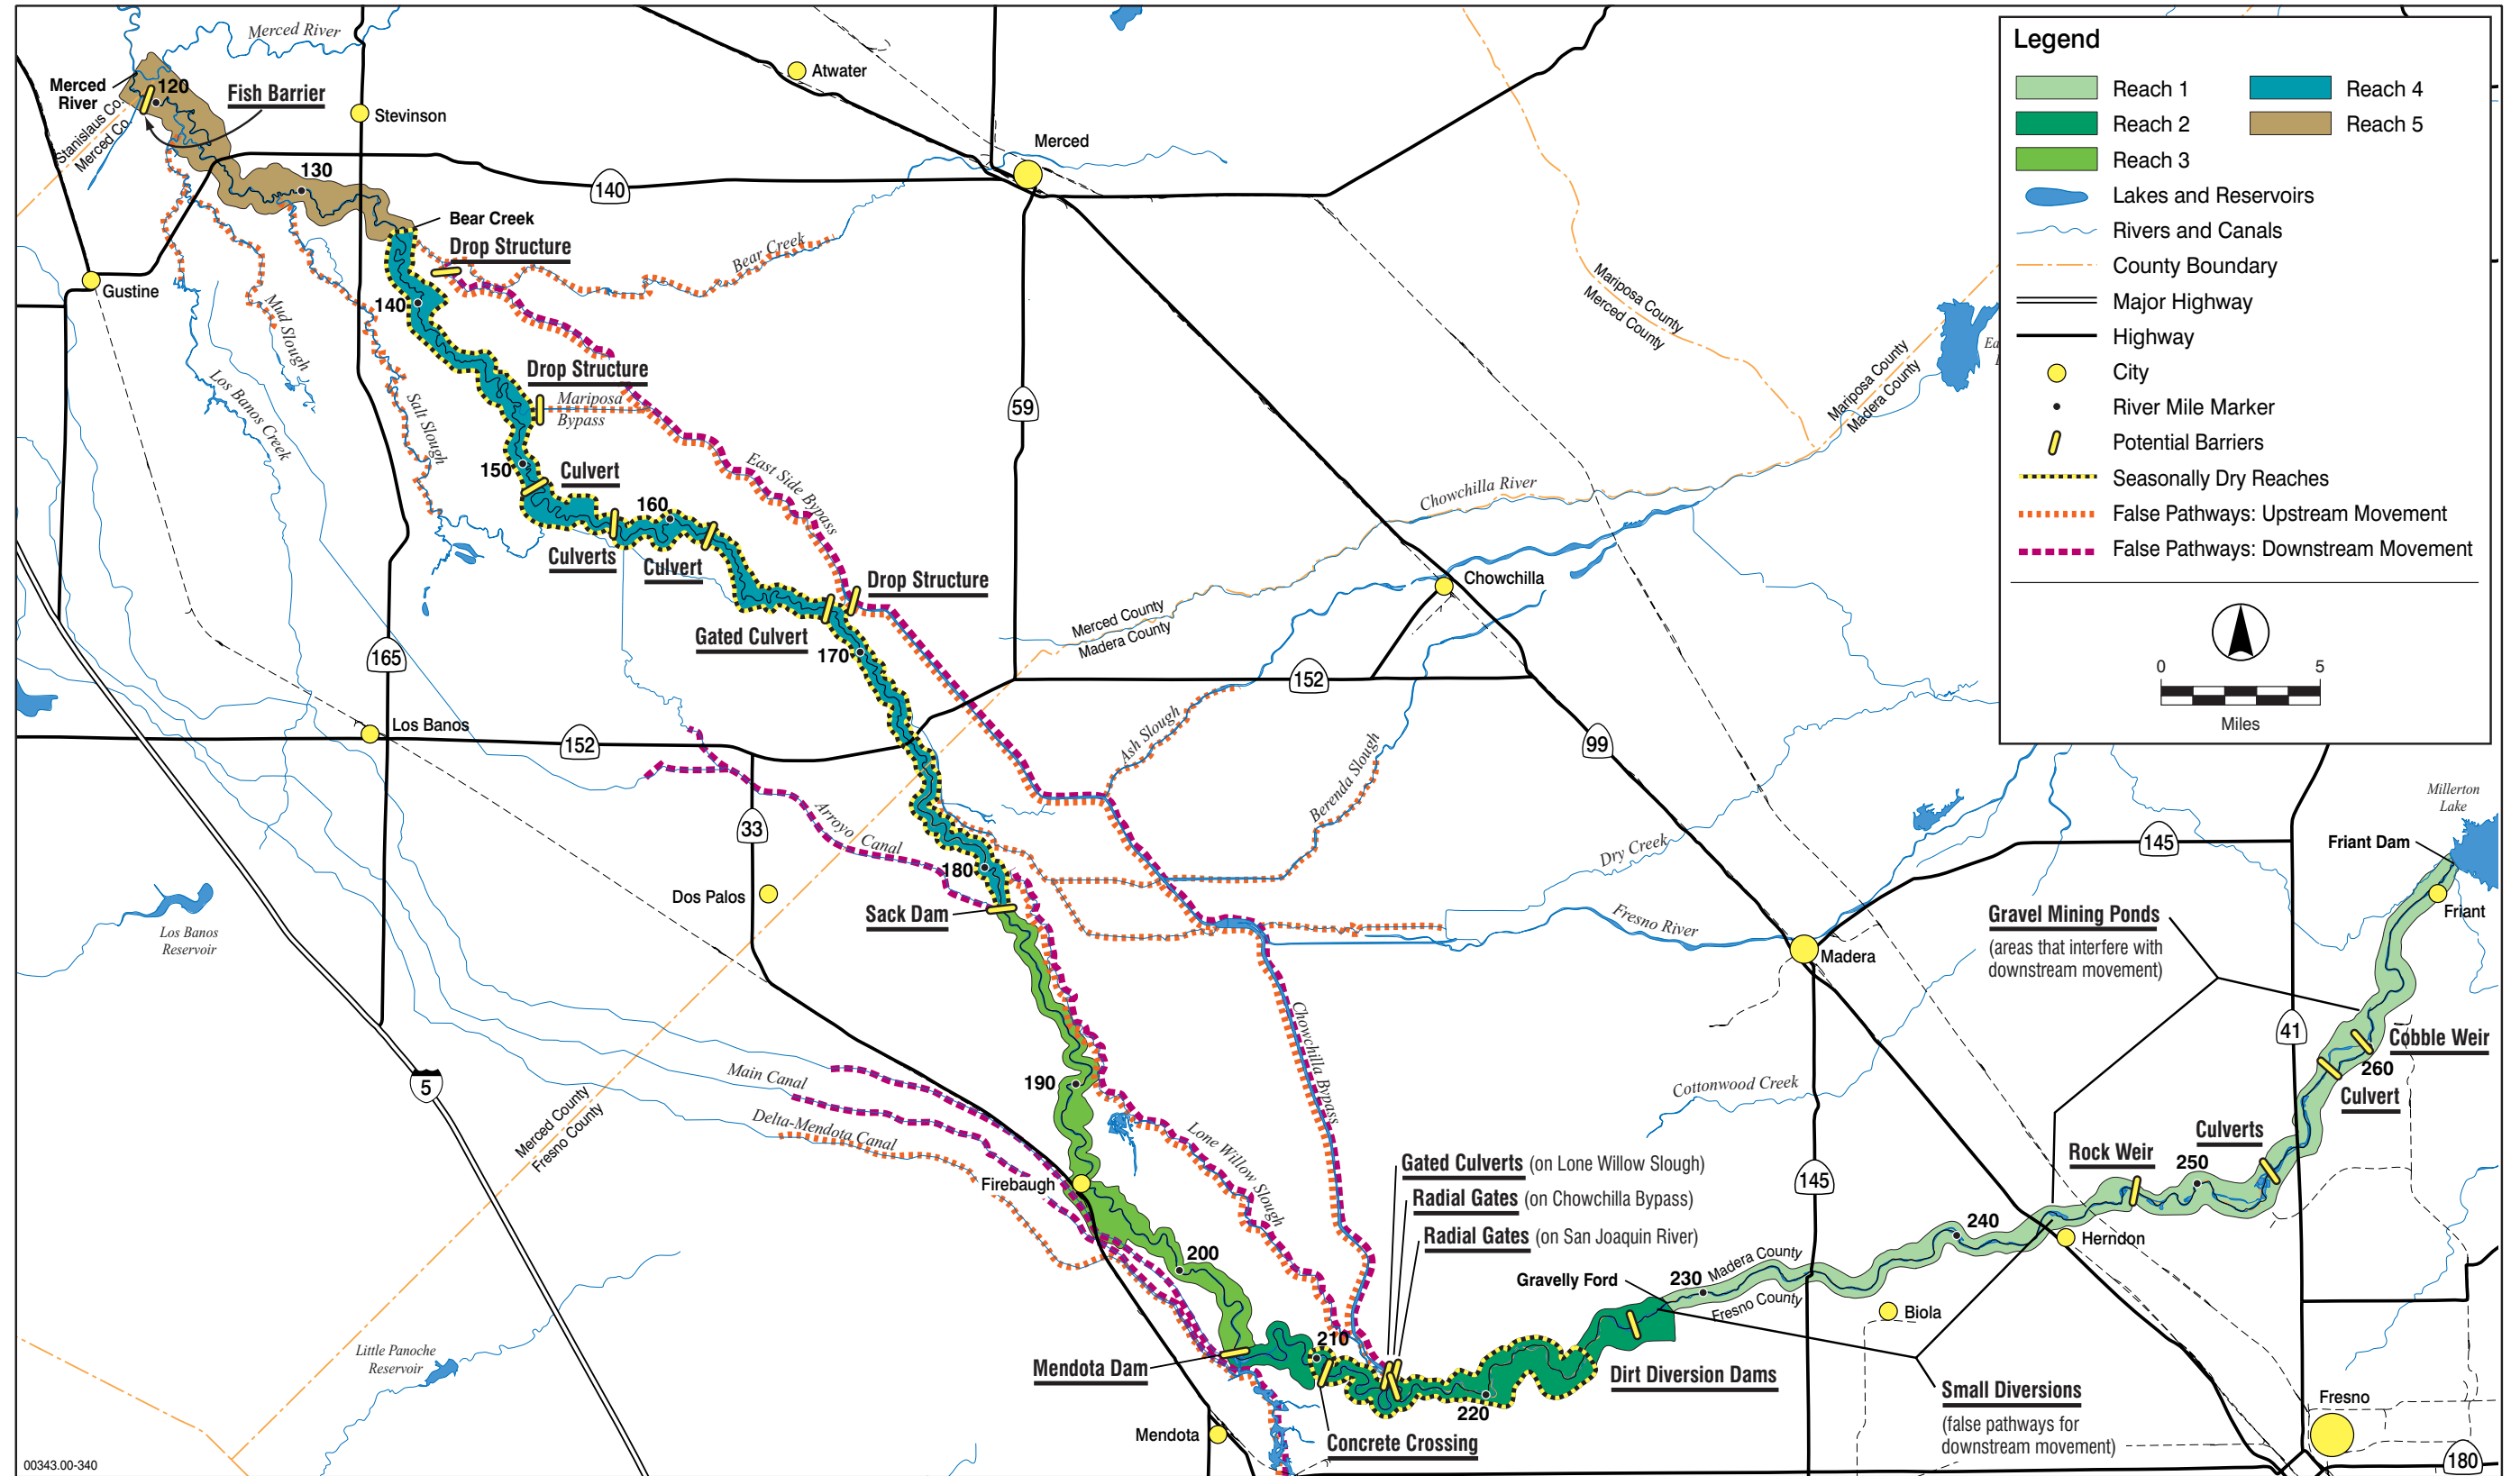 Merced River
Merced
River
120
Fish Barrier
Stanislaus Co.
Merced Co.
Stevinson
Atwater
Merced
130
140
Bear Creek
Drop Structure
Bear Creek
Gustine
140
Mud Slough
Los Banos Creek
Salt Slough
Drop Structure
Mariposa
Bypass
59
Mariposa County
Merced County
Mariposa County
Madera County
Ea
150
Culvert
160
East Side Bypass
Culverts
Culvert
Chowchilla River
Drop Structure
Chowchilla
Gated Culvert
170
Merced County
Madera County
165
152
Los Banos
152
99
Ash Slough
Berenda Slough
33
Arroyo Canal
180
Dos Palos
Sack Dam
Los Banos
Reservoir
Dry Creek
Fresno River
Madera
145
Millerton
Lake
Friant Dam
Friant
Gravel Mining Ponds
(areas that interfere with
downstream movement)
41
Cobble Weir
260
Culvert
Chowchilla Bypass
190
Main Canal
Delta-Mendota Canal
5
Merced County
Fresno County
Cottonwood Creek
Lone Willow Slough
Firebaugh
Gated Culverts (on Lone Willow Slough)
Radial Gates (on Chowchilla Bypass)
Radial Gates (on San Joaquin River)
145
Rock Weir
Culverts
250
240
Herndon
200
Gravelly Ford
230
Madera County
Fresno County
Biola
Little Panoche
Reservoir
210
Mendota Dam
220
Dirt Diversion Dams
Small Diversions
(false pathways for
downstream movement)
Fresno
Mendota
Concrete Crossing
180
00343.00-340
Legend
Reach 1
Reach 2
Reach 3
Reach 4
Reach 5
Lakes and Reservoirs
Rivers and Canals
County Boundary
Major Highway
Highway
City
River Mile Marker
Potential Barriers
Seasonally Dry Reaches
False Pathways: Upstream Movement
False Pathways: Downstream Movement
0 5
Miles